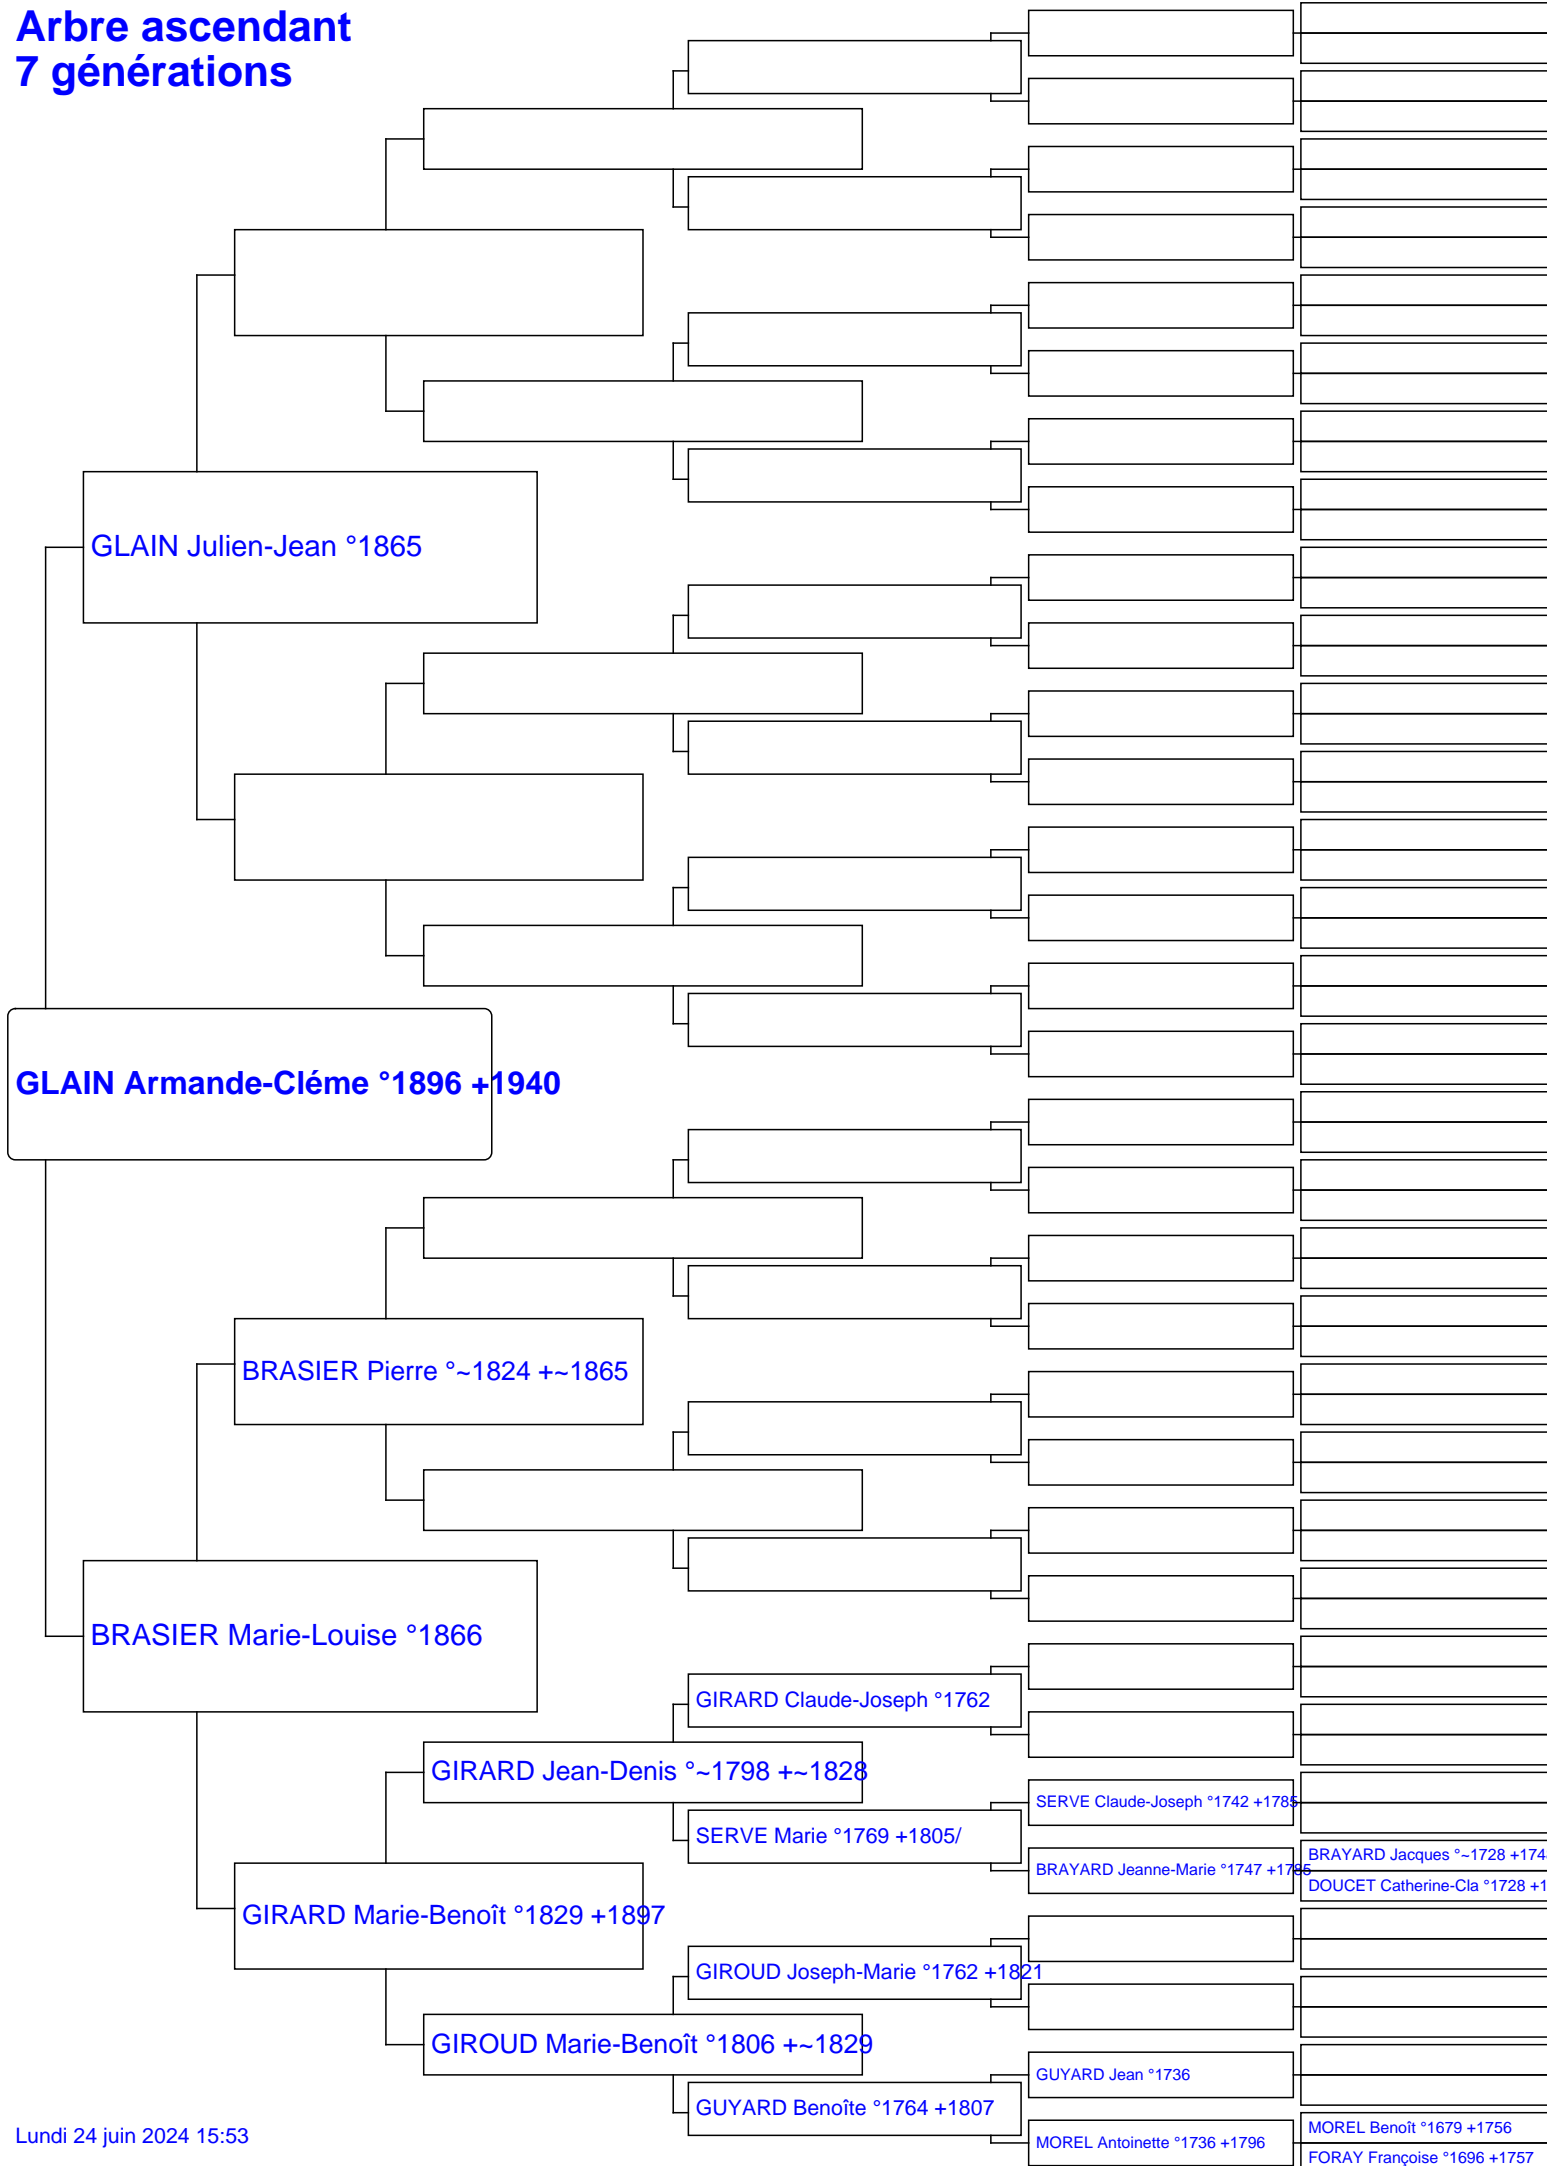 Arbre ascendant
7 générations
GLAIN Julien-Jean °1865
GLAIN Armande-Cléme °1896 +1940
BRASIER Pierre °~1824 +~1865
BRASIER Marie-Louise °1866
GIRARD Claude-Joseph °1762
GIRARD Jean-Denis °~1798 +~1828
SERVE Claude-Joseph °1742 +1785
SERVE Marie °1769 +1805/
BRAYARD Jacques °~1728 +174
BRAYARD Jeanne-Marie °1747 +1785
DOUCET Catherine-Cla °1728 +1
GIRARD Marie-Benoît °1829 +1897
GIROUD Joseph-Marie °1762 +1821
GIROUD Marie-Benoît °1806 +~1829
GUYARD Jean °1736
GUYARD Benoîte °1764 +1807
MOREL Benoît °1679 +1756
MOREL Antoinette °1736 +1796
FORAY Françoise °1696 +1757
Lundi 24 juin 2024 15:53